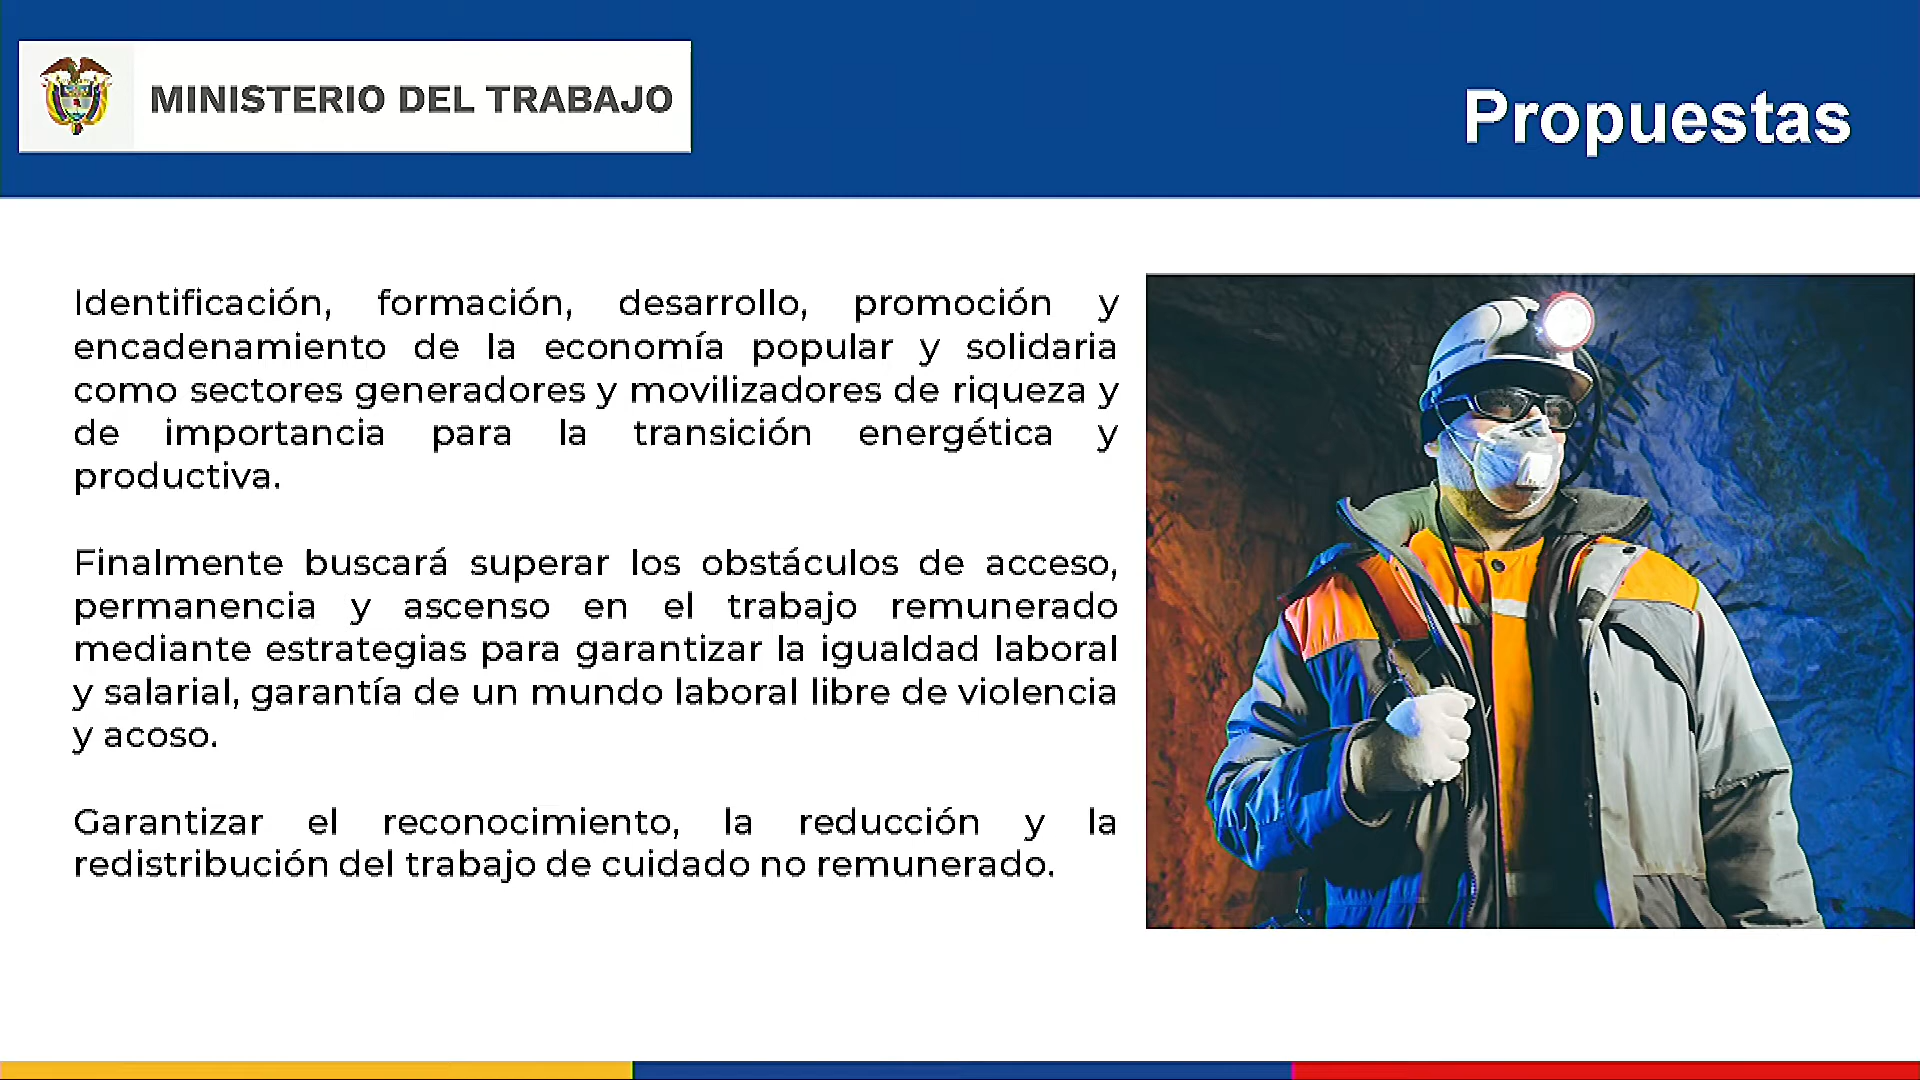 MINISTERIO DEL TRABAJO
Propuestas
Identificación, formación, desarrollo, promoción y
encadenamiento de la economía popular y solidaria
como sectores generadores y movilizadores de riqueza y
de importancia para la transición energética y
productiva.
Finalmente buscará superar los obstáculos de acceso,
permanencia y ascenso en el trabajo remunerado
mediante estrategias para garantizar la igualdad laboral
y salarial, garantía de un mundo laboral libre de violencia
y acoso.
Garantizar el reconocimiento, la reducción y la
redistribución del trabajo de cuidado no remunerado.